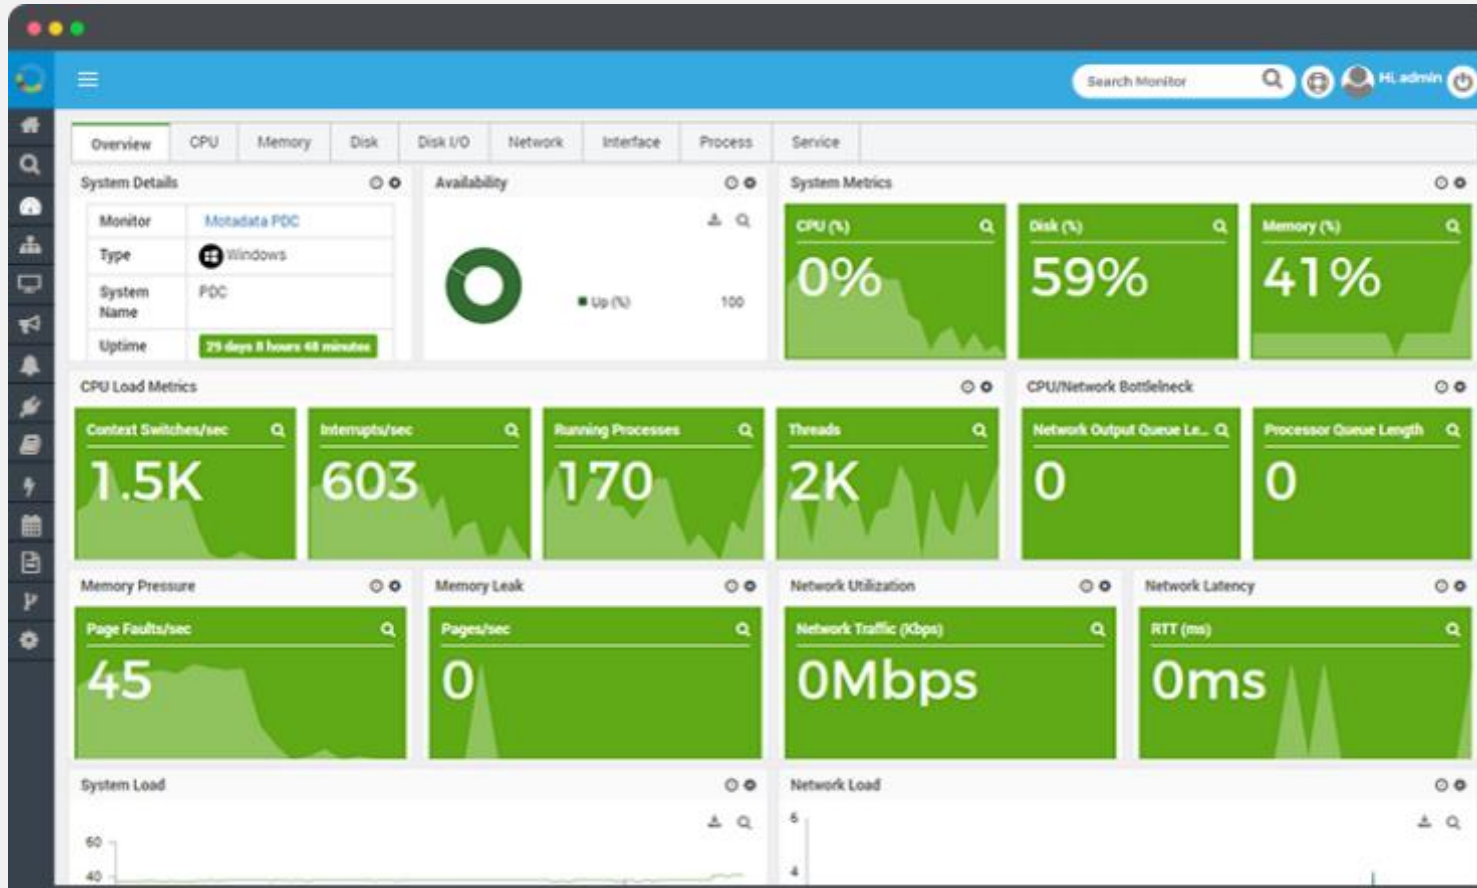 Search Monitor
Hi, admin
Overview CPU Memory Disk Disk I/O Network Interface Process Service
System Details Availability System Metrics
Monitor Motadata PDC
Type Windows
System Name PDC
Uptime 29 days 8 hours 48 minutes
Up (%) 100
CPU (%) Disk (%) Memory (%)
0% 59% 41%
CPU Load Metrics CPU/Network Bottlelneck
Context Switches/sec Interrupts/sec Running Processes Threads Network Output Queue Le... Processor Queue Length
1.5K 603 170 2K 0 0
Memory Pressure Memory Leak Network Utilization Network Latency
Page Faults/sec Pages/sec Network Traffic (Kbps) RTT (ms)
45 0 0Mbps 0ms
System Load Network Load
60 6
40 4